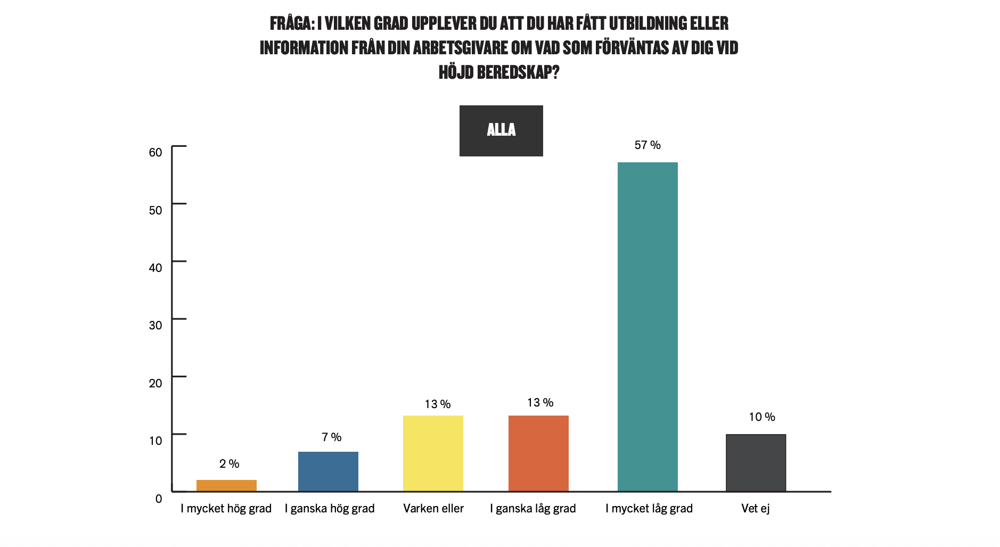 FRÅGA: I VILKEN GRAD UPPLEVER DU ATT DU HAR FÅTT UTBILDNING ELLER
INFORMATION FRÅN DIN ARBETSGIVARE OM VAD SOM FÖRVÄNTAS AV DIG VID
HÖJD BEREDSKAP?
ALLA
60
50
40
30
20
10
0
2 %
7 %
13 %
13 %
57 %
10 %
I mycket hög grad
I ganska hög grad
Varken eller
I ganska låg grad
I mycket låg grad
Vet ej